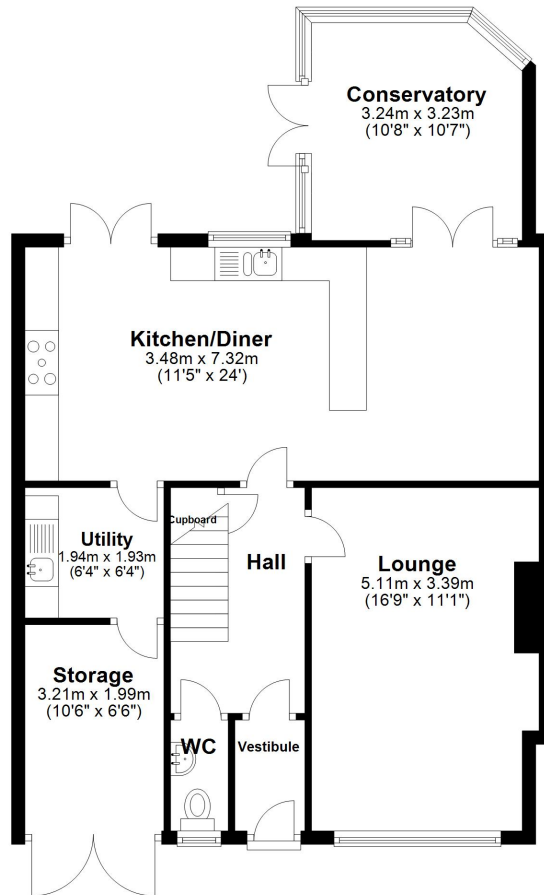 Conservatory
3.24m x 3.23m
(10'8" x 10'7")
Kitchen/Diner
3.48m x 7.32m
(11'5" x 24')
Cupboard
Utility
1.94m x 1.93m
(6'4" x 6'4")
Hall
Lounge
5.11m x 3.39m
(16'9" x 11'1")
Storage
3.21m x 1.99m
(10'6" x 6'6")
WC
Vestibule